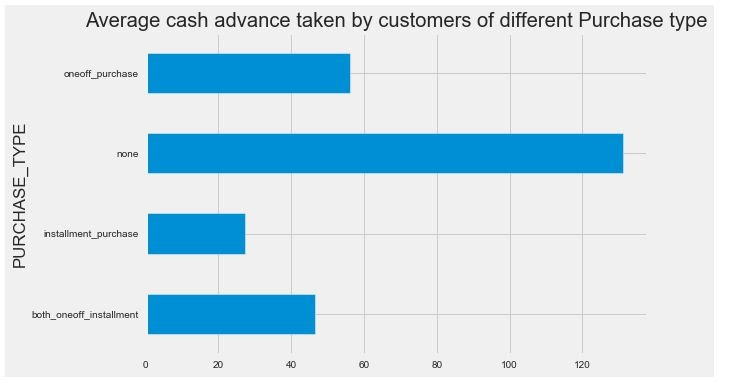 Average cash advance taken by customers of different Purchase type
PURCHASE_TYPE
oneoff_purchase
none
installment_purchase
both_oneoff_installment
0 20 40 60 80 100 120